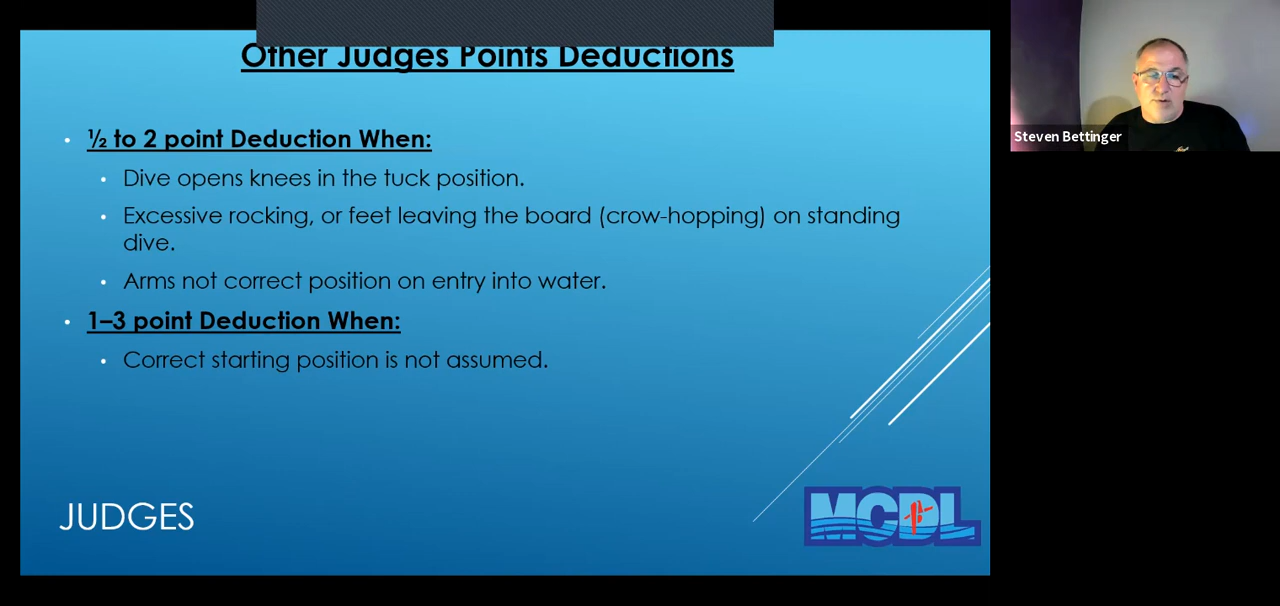 Other Judges Points Deductions
½ to 2 point Deduction When:
Dive opens knees in the tuck position.
Excessive rocking, or feet leaving the board (crow-hopping) on standing
dive.
Arms not correct position on entry into water.
1–3 point Deduction When:
Correct starting position is not assumed.
JUDGES
MCDL
Steven Bettinger